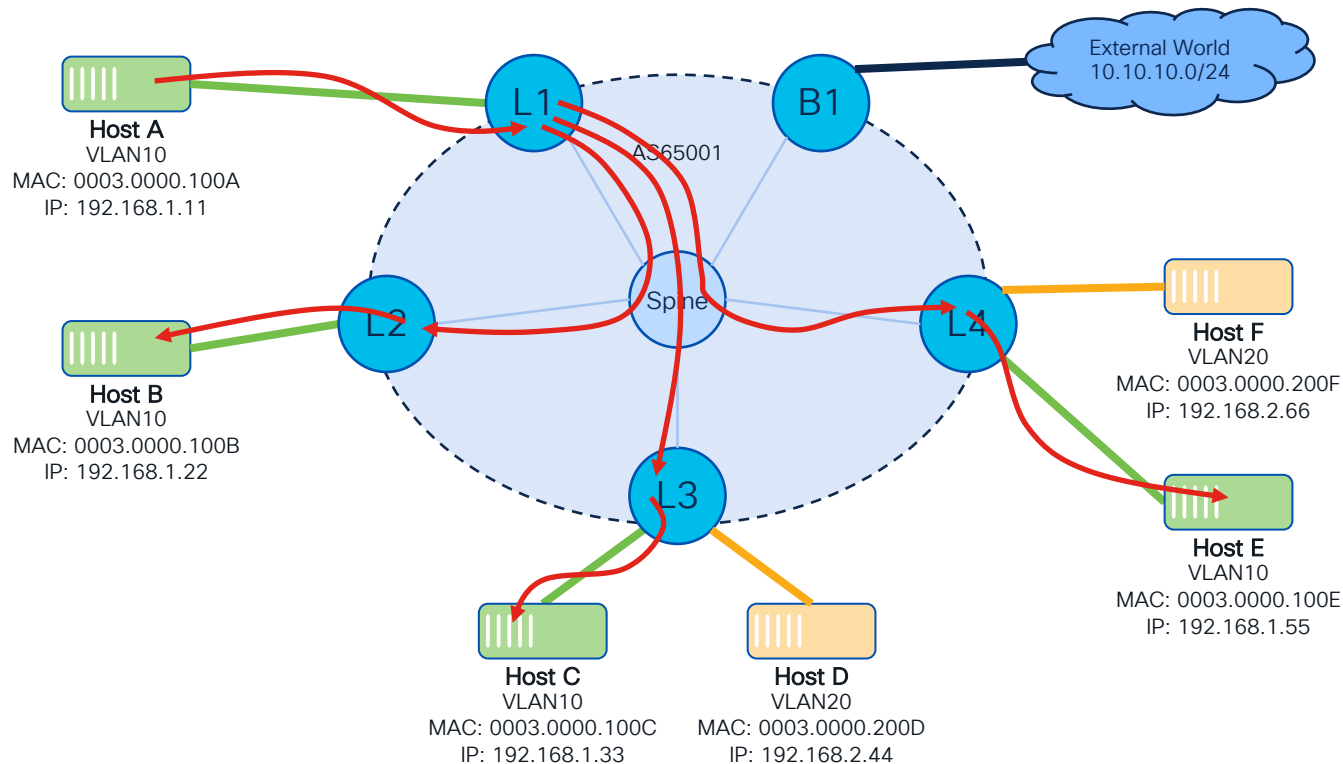 External World
10.10.10.0/24
L1
B1
Host A
VLAN10
MAC: 0003.0000.100A
IP: 192.168.1.11
AS65001
Spine
L2
L4
Host F
VLAN20
MAC: 0003.0000.200F
IP: 192.168.2.66
Host B
VLAN10
MAC: 0003.0000.100B
IP: 192.168.1.22
L3
Host E
VLAN10
MAC: 0003.0000.100E
IP: 192.168.1.55
Host C
VLAN10
MAC: 0003.0000.100C
IP: 192.168.1.33
Host D
VLAN20
MAC: 0003.0000.200D
IP: 192.168.2.44